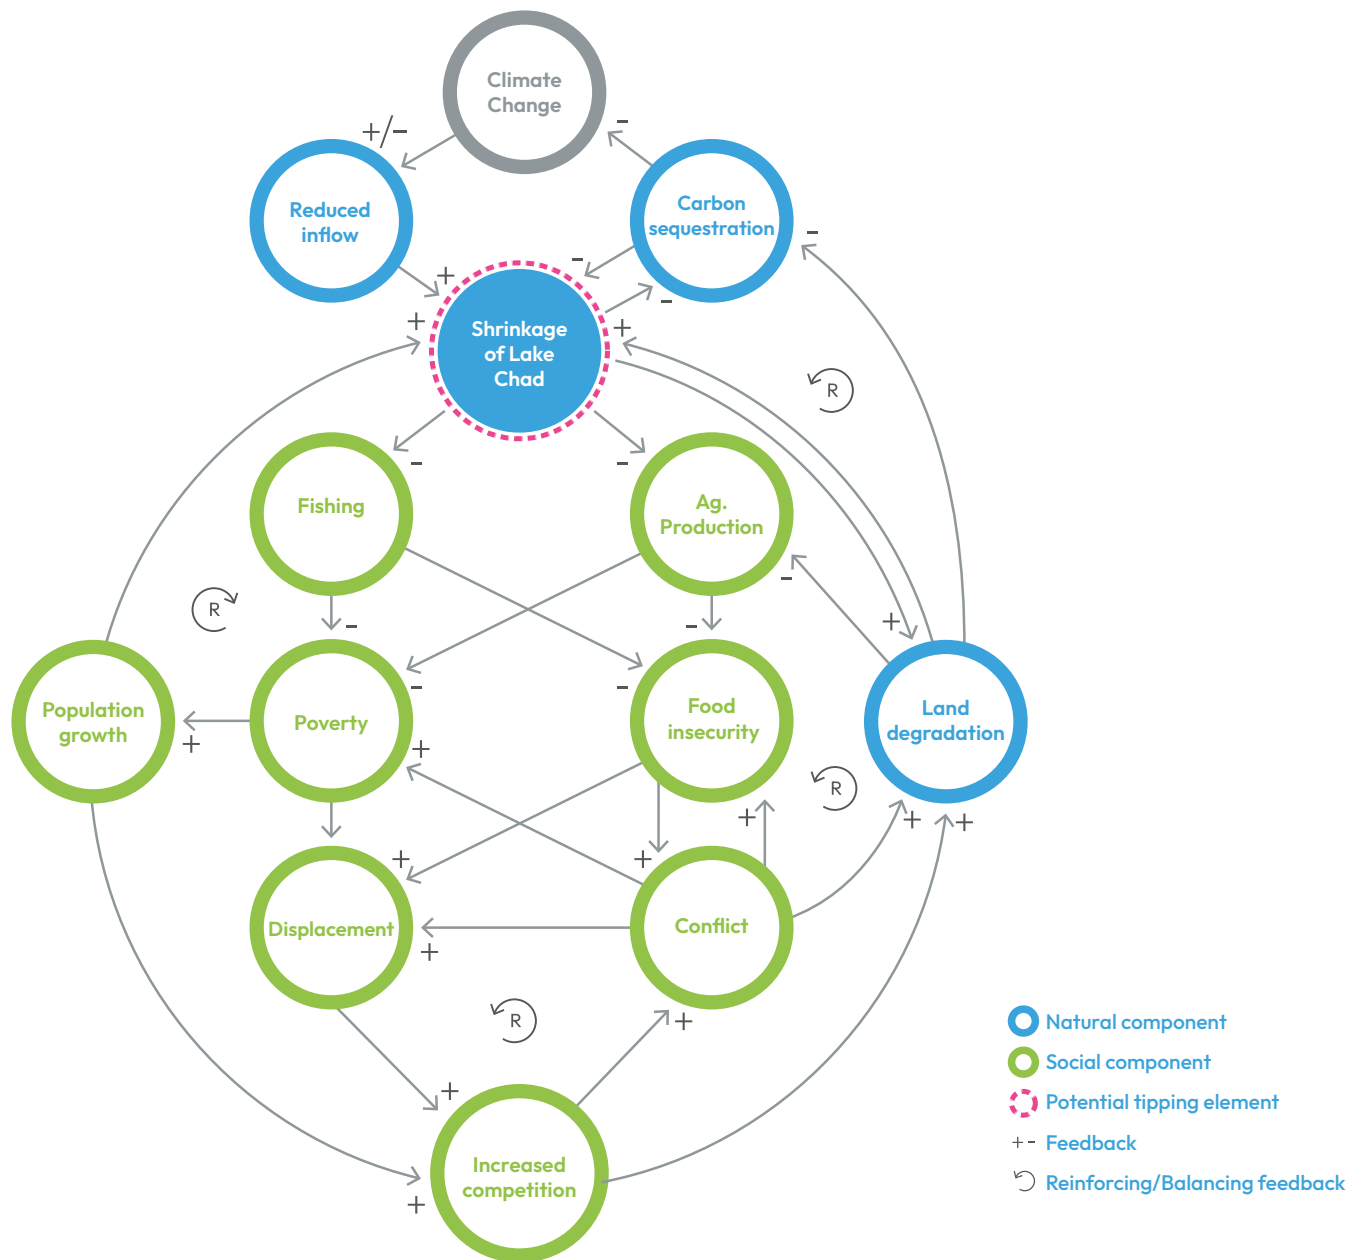 Climate
Change
+/-
-
Reduced
inflow
Carbon
sequestration
-
-
+
-
+
+
Shrinkage
of Lake
Chad
R
-
-
Fishing
Ag.
Production
-
R
-
-
+
-
-
Population
growth
Poverty
Food
insecurity
Land
degradation
+
+
R
+
+
+
+
+
Displacement
Conflict
+
R
+
+
Increased
competition
+
Natural component
Social component
Potential tipping element
+ - Feedback
Reinforcing/Balancing feedback